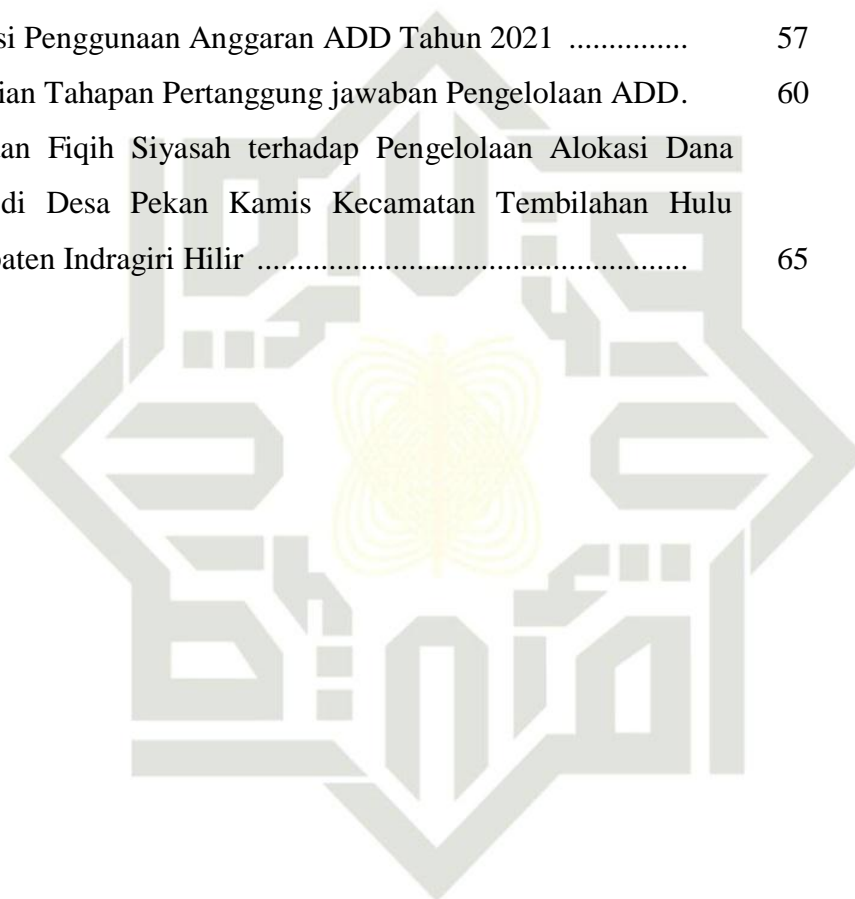 si Penggunaan Anggaran ADD Tahun 2021 ............... 57
ian Tahapan Pertanggung jawaban Pengelolaan ADD. 60
an Fiqih Siyasah terhadap Pengelolaan Alokasi Dana
di Desa Pekan Kamis Kecamatan Tembilahan Hulu
paten Indragiri Hilir ...................................................... 65